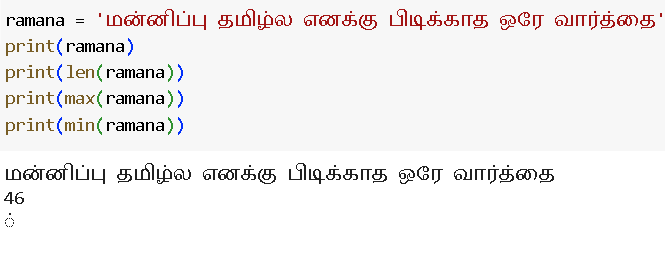 ramana = 'மன்னிப்பு தமிழ்ல எனக்கு பிடிக்காத ஒரே வார்த்தை'
print(ramana)
print(len(ramana))
print(max(ramana))
print(min(ramana))
மன்னிப்பு தமிழ்ல எனக்கு பிடிக்காத ஒரே வார்த்தை
46
்